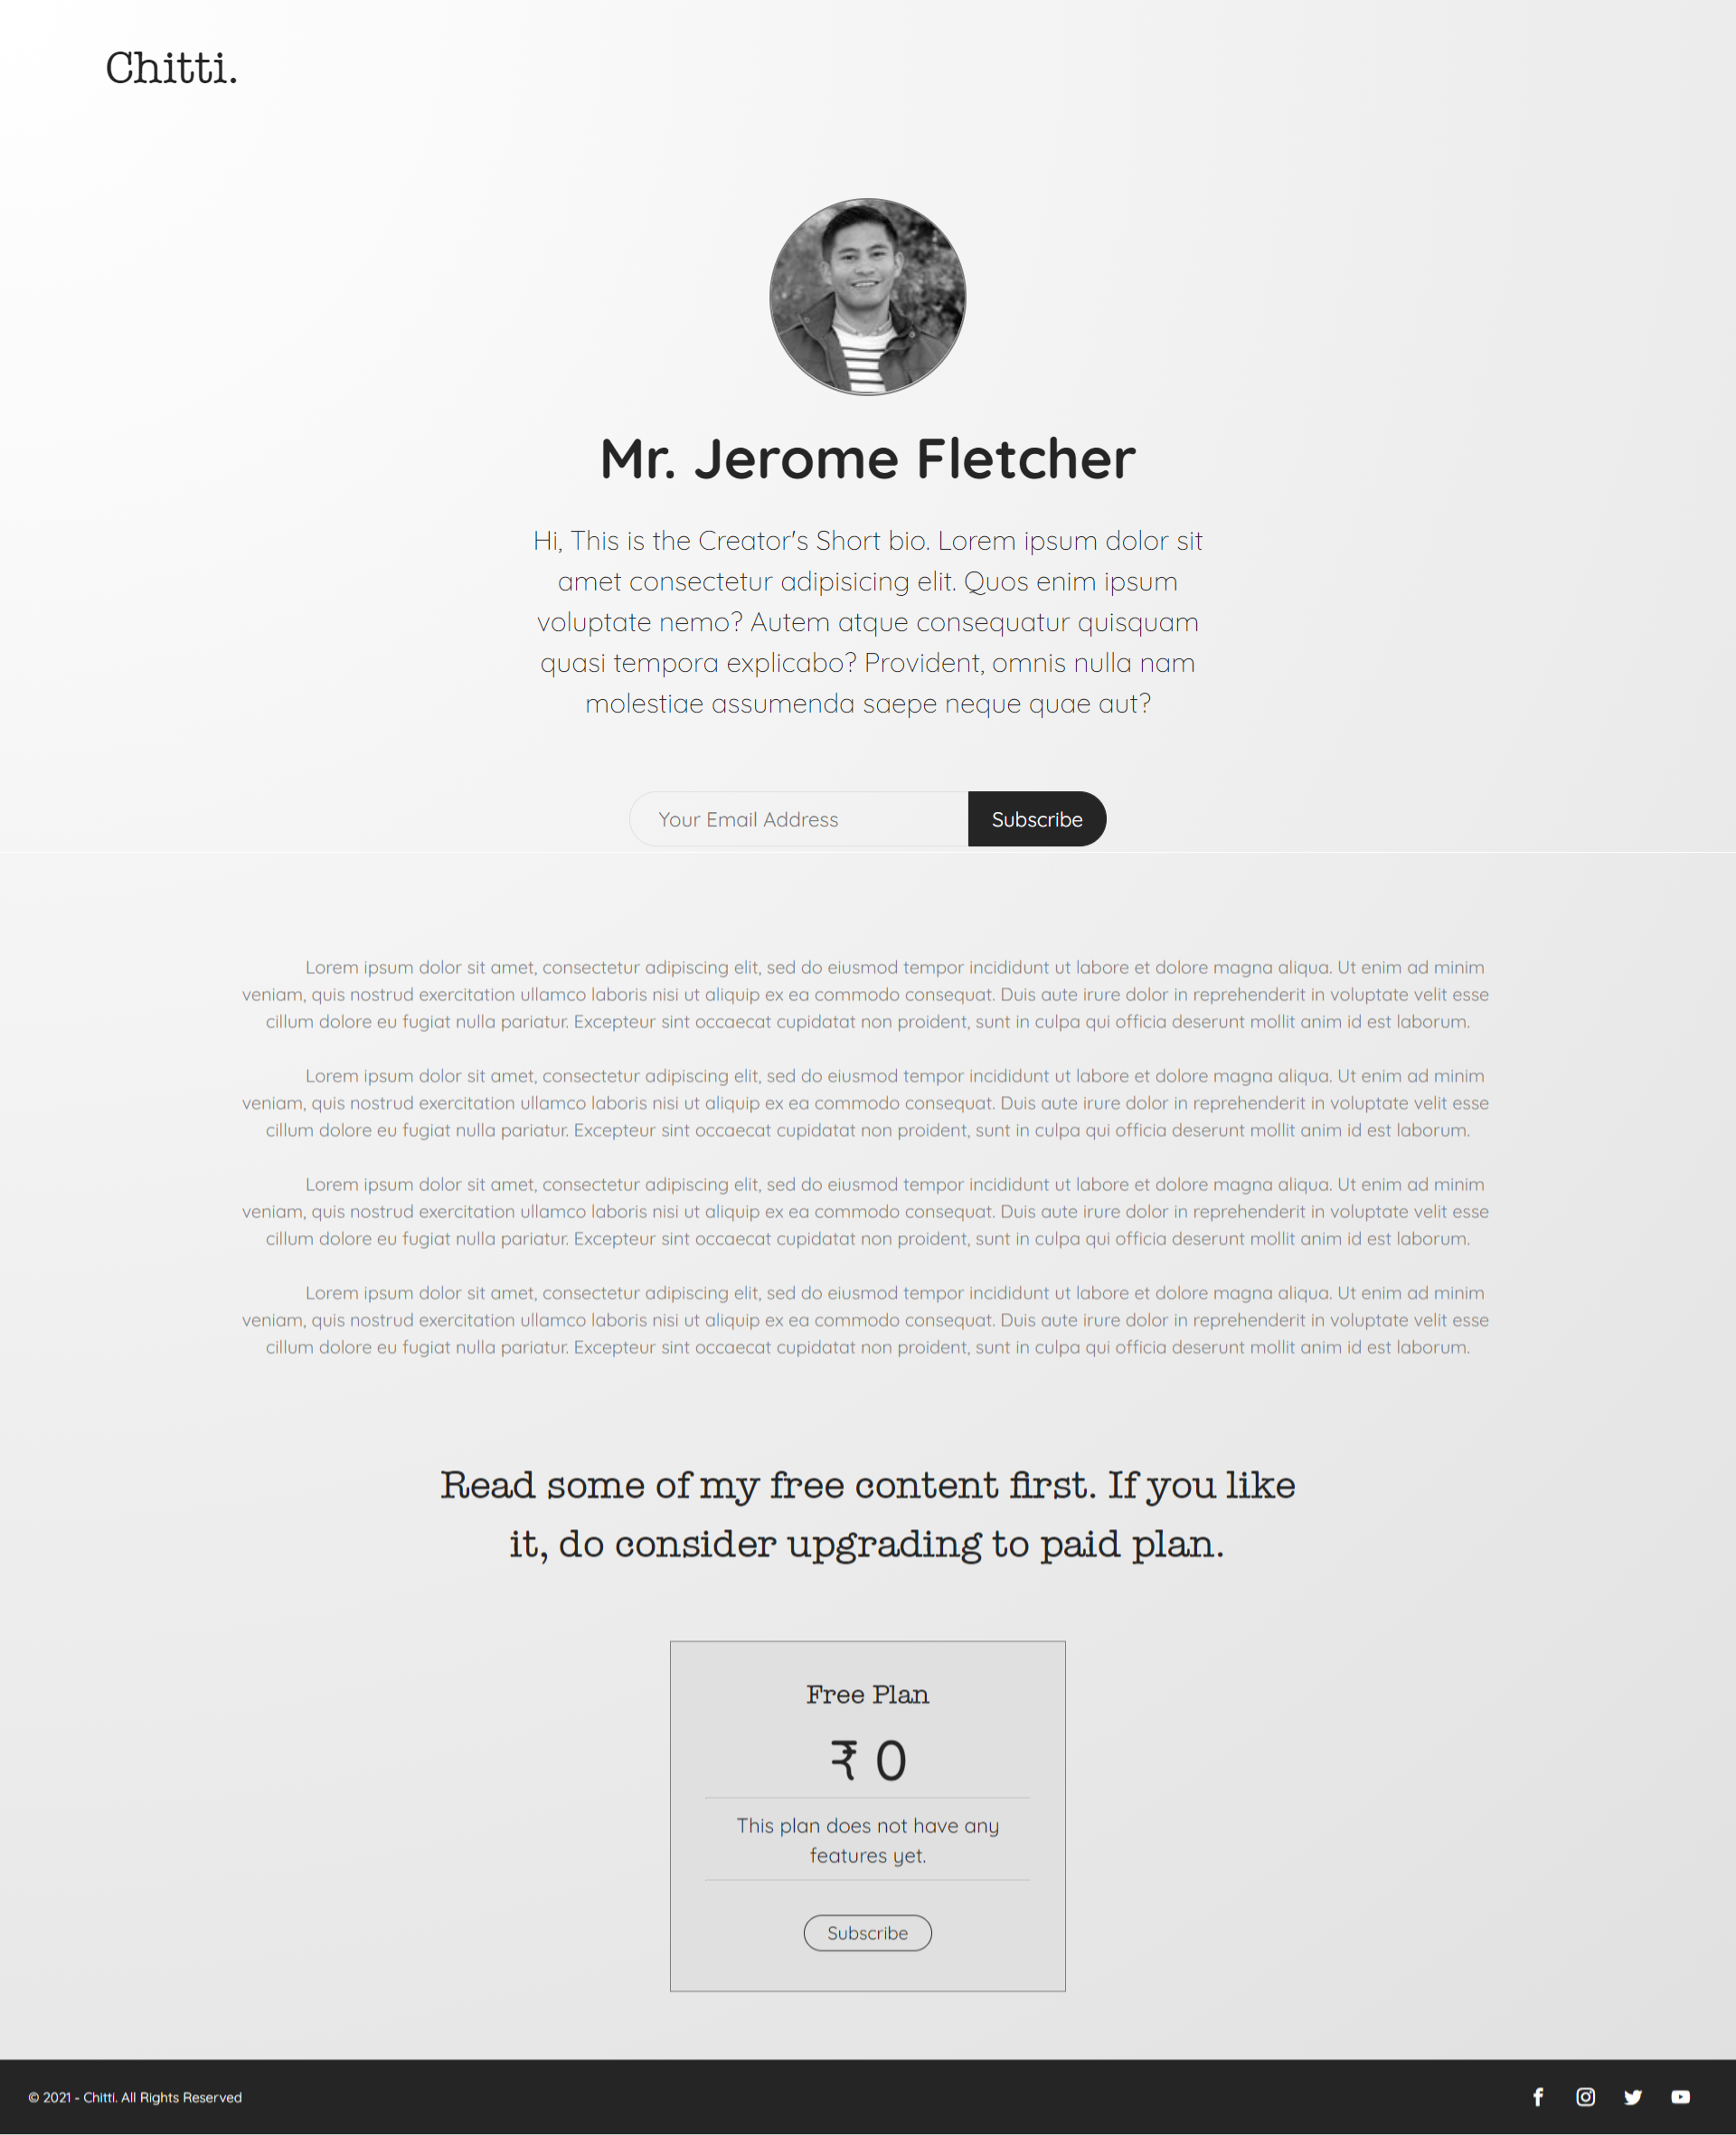 Chitti.
Mr. Jerome Fletcher
Hi, This is the Creator's Short bio. Lorem ipsum dolor sit
amet consectetur adipisicing elit. Quos enim ipsum
voluptate nemo? Autem atque consequatur quisquam
quasi tempora explicabo? Provident, omnis nulla nam
molestiae assumenda saepe neque quae aut?
Your Email Address Subscribe
Lorem ipsum dolor sit amet, consectetur adipiscing elit, sed do eiusmod tempor incididunt ut labore et dolore magna aliqua. Ut enim ad minim
veniam, quis nostrud exercitation ullamco laboris nisi ut aliquip ex ea commodo consequat. Duis aute irure dolor in reprehenderit in voluptate velit esse
cillum dolore eu fugiat nulla pariatur. Excepteur sint occaecat cupidatat non proident, sunt in culpa qui officia deserunt mollit anim id est laborum.
Lorem ipsum dolor sit amet, consectetur adipiscing elit, sed do eiusmod tempor incididunt ut labore et dolore magna aliqua. Ut enim ad minim
veniam, quis nostrud exercitation ullamco laboris nisi ut aliquip ex ea commodo consequat. Duis aute irure dolor in reprehenderit in voluptate velit esse
cillum dolore eu fugiat nulla pariatur. Excepteur sint occaecat cupidatat non proident, sunt in culpa qui officia deserunt mollit anim id est laborum.
Lorem ipsum dolor sit amet, consectetur adipiscing elit, sed do eiusmod tempor incididunt ut labore et dolore magna aliqua. Ut enim ad minim
veniam, quis nostrud exercitation ullamco laboris nisi ut aliquip ex ea commodo consequat. Duis aute irure dolor in reprehenderit in voluptate velit esse
cillum dolore eu fugiat nulla pariatur. Excepteur sint occaecat cupidatat non proident, sunt in culpa qui officia deserunt mollit anim id est laborum.
Lorem ipsum dolor sit amet, consectetur adipiscing elit, sed do eiusmod tempor incididunt ut labore et dolore magna aliqua. Ut enim ad minim
veniam, quis nostrud exercitation ullamco laboris nisi ut aliquip ex ea commodo consequat. Duis aute irure dolor in reprehenderit in voluptate velit esse
cillum dolore eu fugiat nulla pariatur. Excepteur sint occaecat cupidatat non proident, sunt in culpa qui officia deserunt mollit anim id est laborum.
Read some of my free content first. If you like
it, do consider upgrading to paid plan.
Free Plan
₹ 0
This plan does not have any
features yet.
Subscribe
© 2021 - Chitti. All Rights Reserved